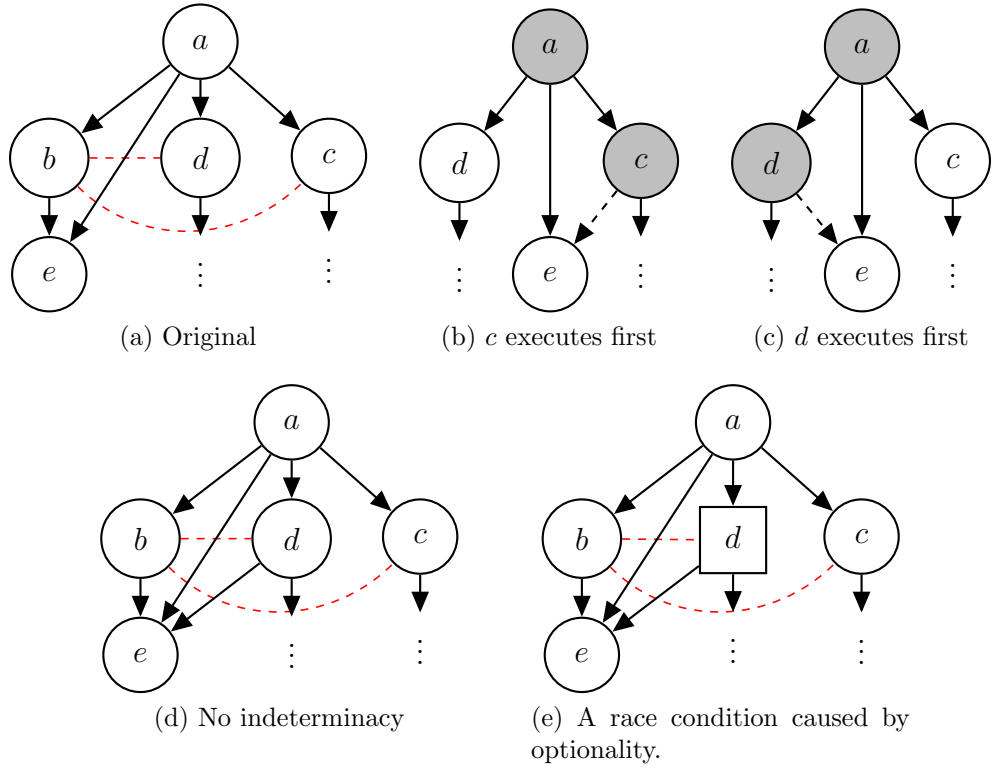 a
b
d
c
e
⋮
⋮
(a) Original
a
d
c
e
⋮
⋮
(b) c executes first
a
d
c
e
⋮
⋮
(c) d executes first
a
b
d
c
e
⋮
⋮
(d) No indeterminacy
a
b
d
c
e
⋮
⋮
(e) A race condition caused by
optionality.